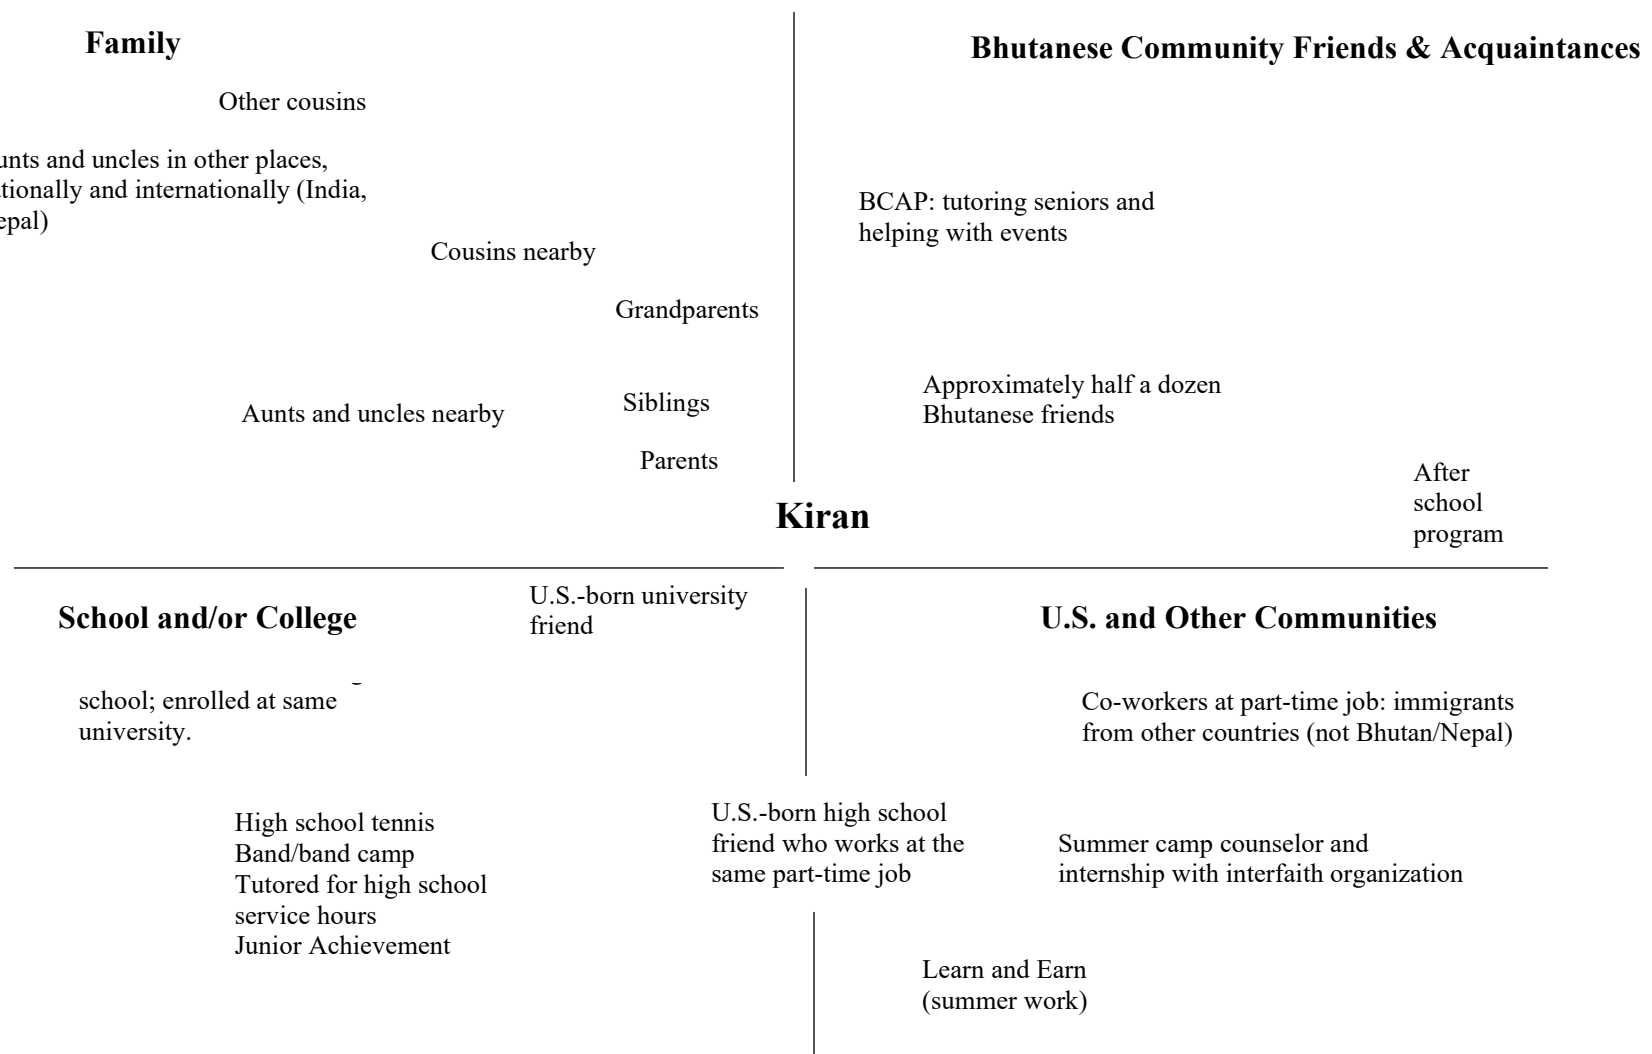 Family
Other cousins
unts and uncles in other places,
tionally and internationally (India,
epal)
Cousins nearby
Grandparents
Aunts and uncles nearby
Siblings
Parents
Bhutanese Community Friends & Acquaintances
BCAP: tutoring seniors and
helping with events
Approximately half a dozen
Bhutanese friends
After
school
program
Kiran
School and/or College
U.S.-born university
friend
school; enrolled at same
university.
High school tennis
Band/band camp
Tutored for high school
service hours
Junior Achievement
U.S.-born high school
friend who works at the
same part-time job
U.S. and Other Communities
Co-workers at part-time job: immigrants
from other countries (not Bhutan/Nepal)
Summer camp counselor and
internship with interfaith organization
Learn and Earn
(summer work)